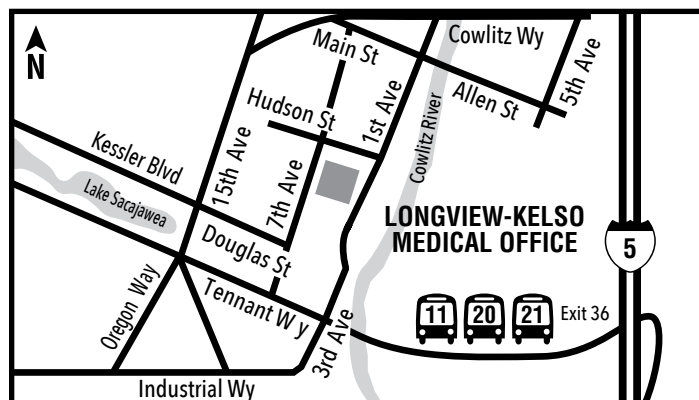 N
Main St
Cowlitz Wy
5th Ave
1st Ave
Allen St
Hudson St
Cowlitz River
Kessler Blvd
15th Ave
7th Ave
Lake Sacajawea
LONGVIEW-KELSO
MEDICAL OFFICE
5
Douglas St
Oregon Way
Tennant W y
3rd Ave
11 20 21 Exit 36
Industrial Wy